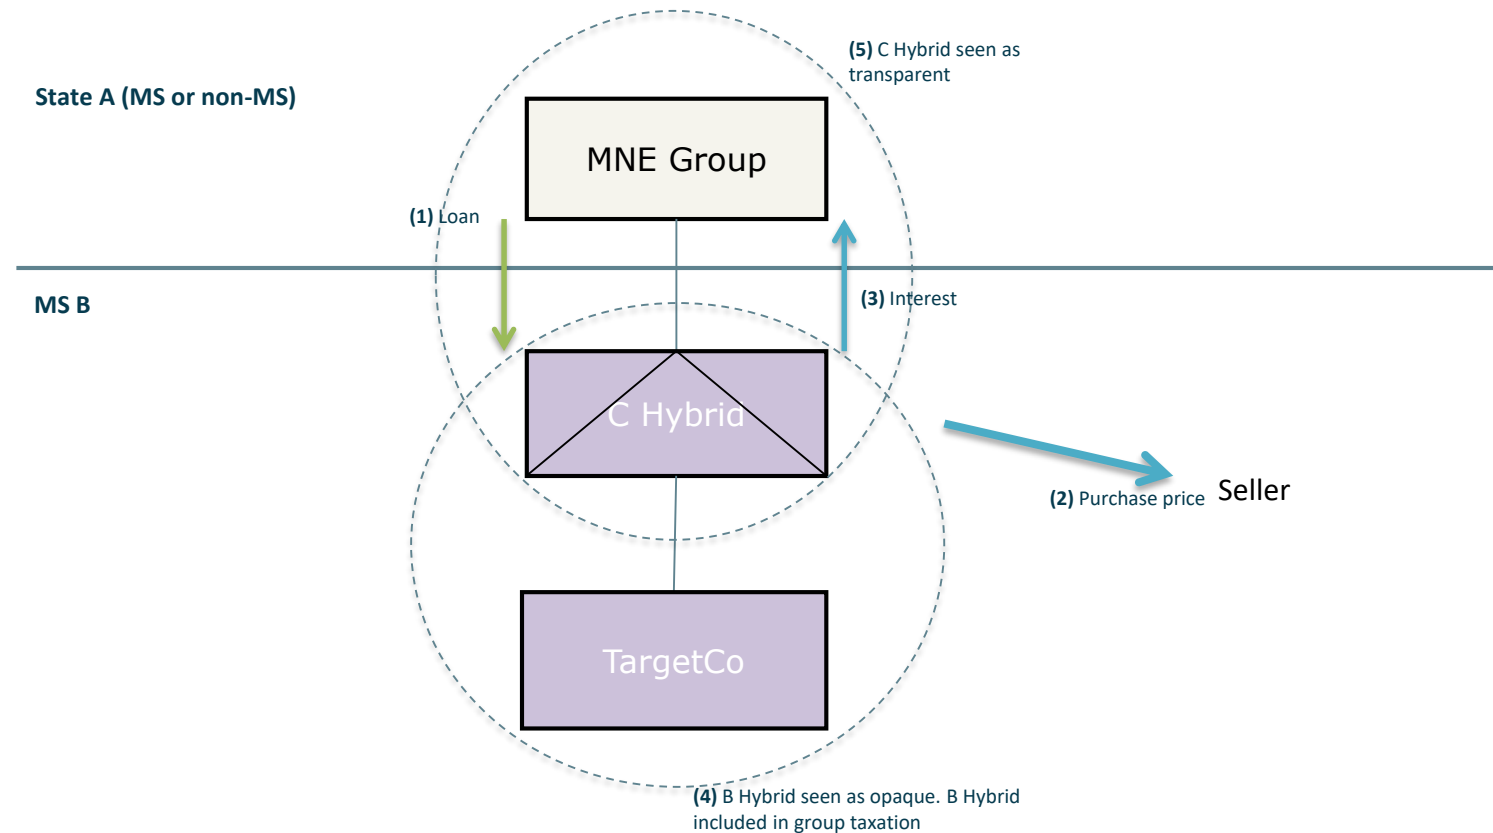 (5) C Hybrid seen as
transparent
State A (MS or non-MS)
MNE Group
(1) Loan
MS B
(3) Interest
C Hybrid
(2) Purchase price
Seller
TargetCo
(4) B Hybrid seen as opaque. B Hybrid
included in group taxation